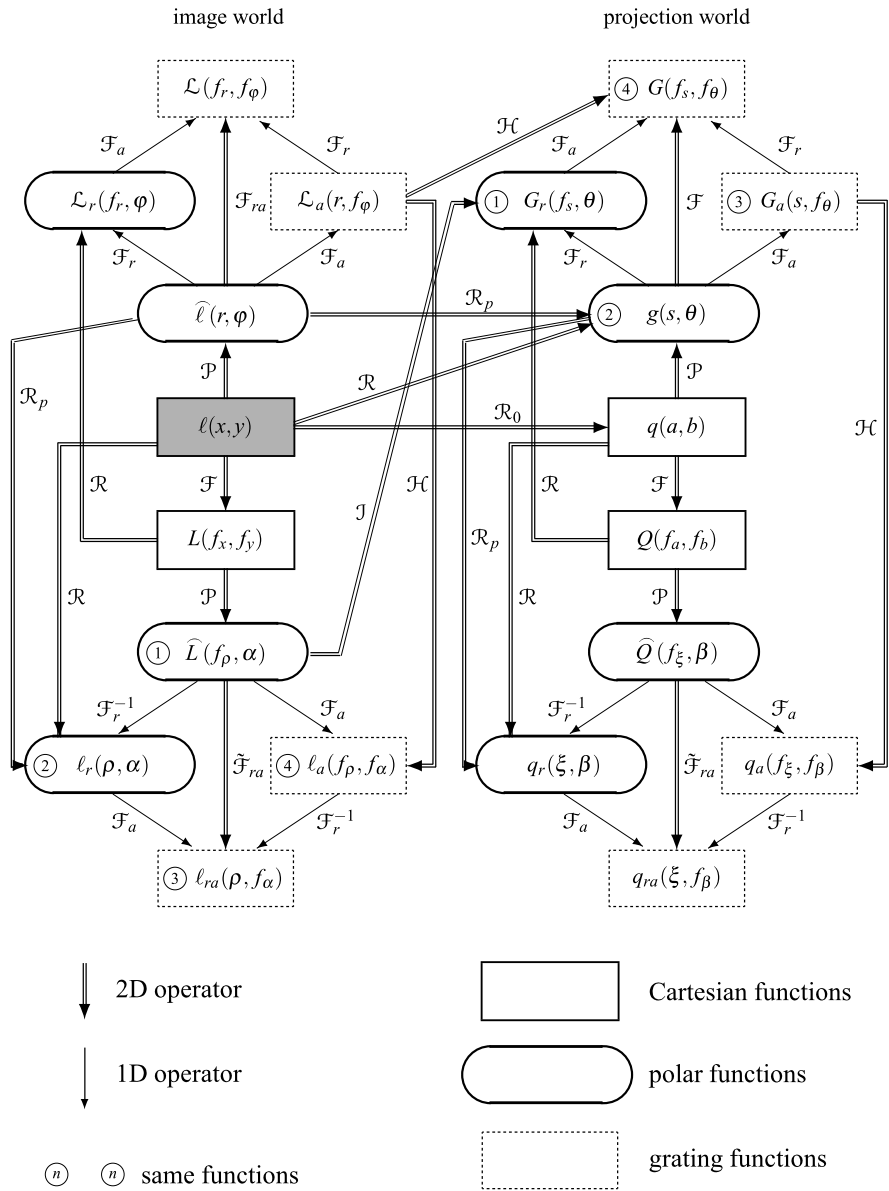 image world
projection world
ℒ(f_r, f_φ)
④ G(f_s, f_θ)
ℋ
ℱ_a
ℱ_r
ℱ_a
ℱ_r
ℒ_r(f_r, φ)
ℱ_ra
ℒ_a(r, f_φ)
① G_r(f_s, θ)
ℱ
③ G_a(s, f_θ)
ℱ_r
ℱ_a
ℱ_r
ℱ_a
ℓ̂(r, φ)
ℛ_p
② g(s, θ)
𝒫
ℛ
𝒫
ℛ_p
ℓ(x, y)
ℛ_0
q(a, b)
ℋ
ℛ
ℱ
ℋ
ℛ
ℱ
ℐ
L(f_x, f_y)
ℛ_p
Q(f_a, f_b)
ℛ
𝒫
ℛ
𝒫
① L̂(f_ρ, α)
Q̂(f_ξ, β)
ℱ_r^{-1}
ℱ_a
ℱ_r^{-1}
ℱ_a
② ℓ_r(ρ, α)
ℱ̃_ra
④ ℓ_a(f_ρ, f_α)
q_r(ξ, β)
ℱ̃_ra
q_a(f_ξ, f_β)
ℱ_a
ℱ_r^{-1}
ℱ_a
ℱ_r^{-1}
③ ℓ_ra(ρ, f_α)
q_ra(ξ, f_β)
2D operator
Cartesian functions
1D operator
polar functions
ⓝ ⓝ same functions
grating functions